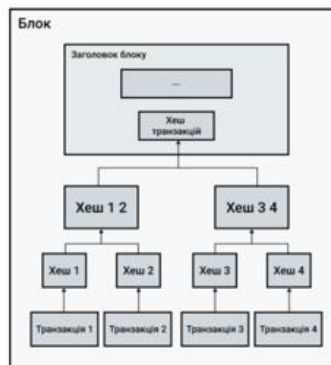 Блок
Заголовок блоку
...
Хеш
транзакцій
Хеш 1 2
Хеш 3 4
Хеш 1
Хеш 2
Хеш 3
Хеш 4
Транзакція 1
Транзакція 2
Транзакція 3
Транзакція 4